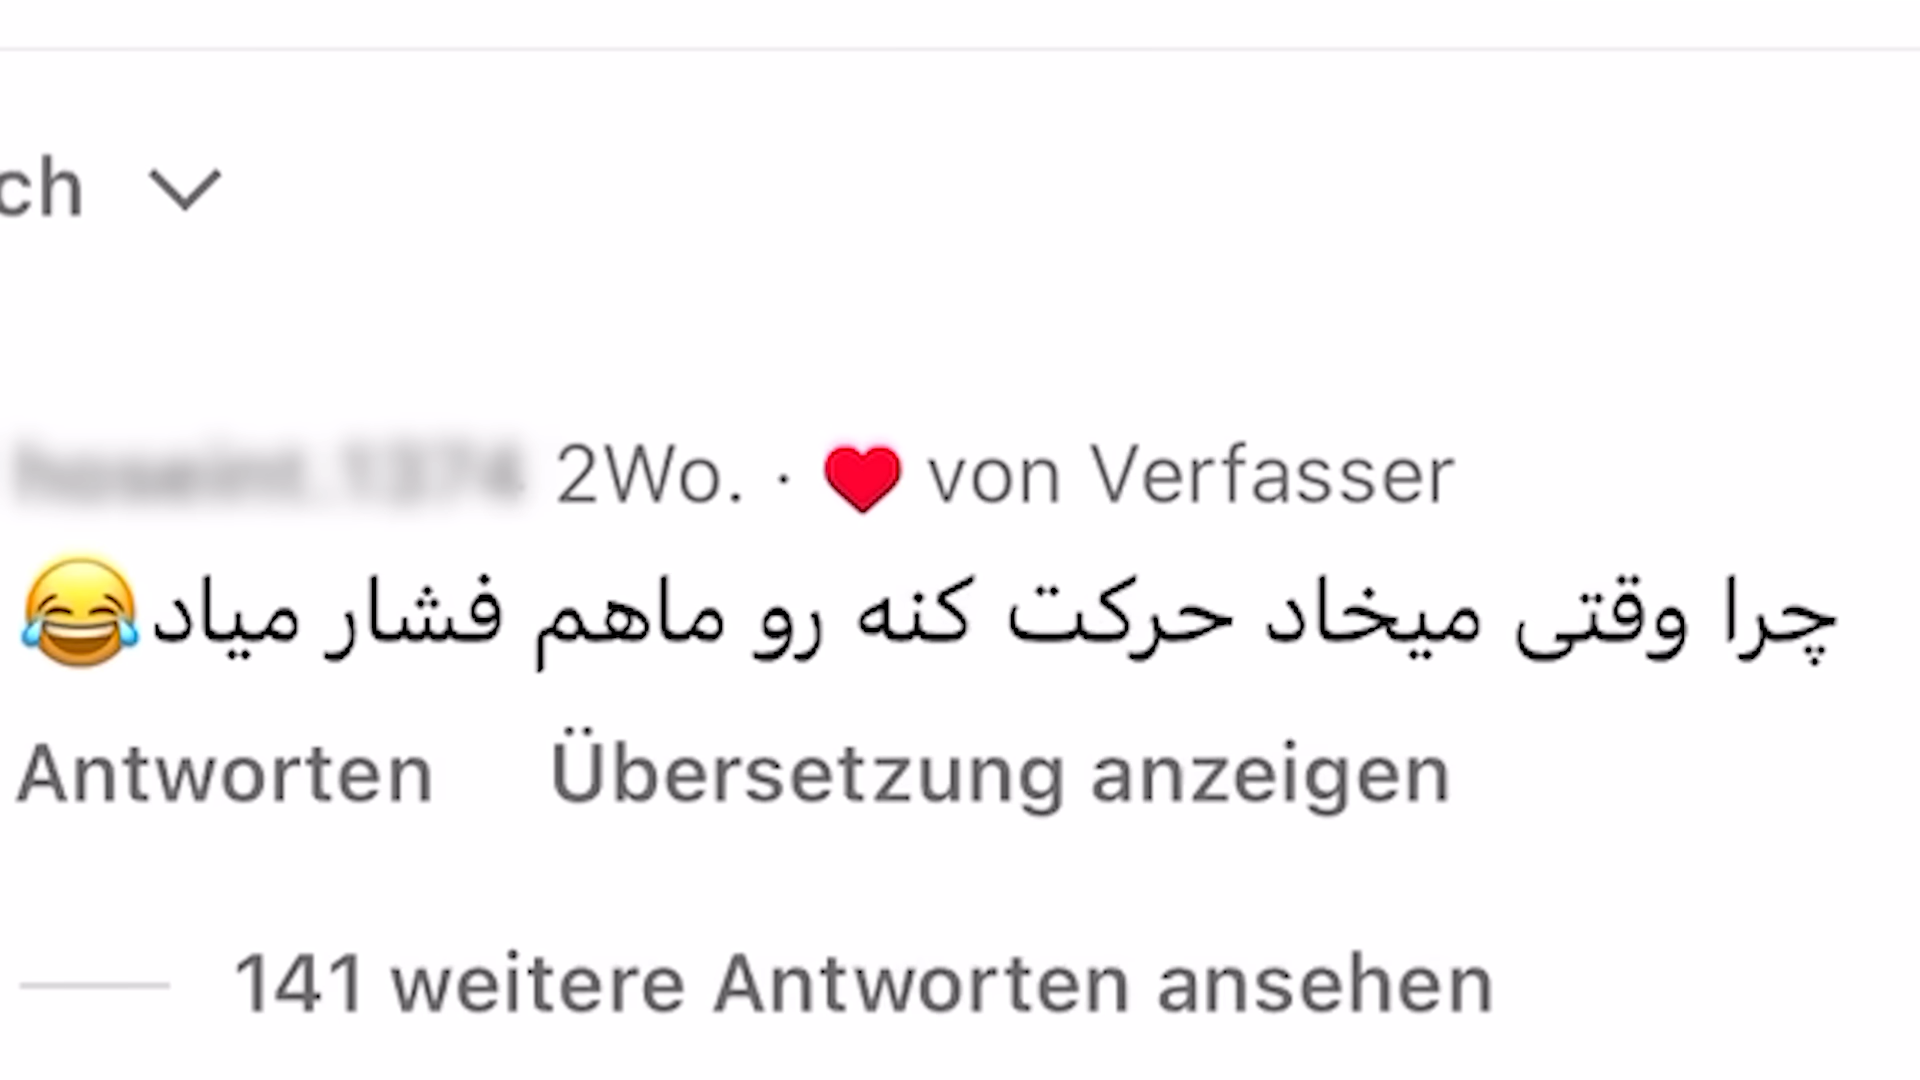 ch
2Wo. · ❤️ von Verfasser
چرا وقتی میخاد حرکت کنه رو ماهم فشار میاد😂
Antworten Übersetzung anzeigen
141 weitere Antworten ansehen